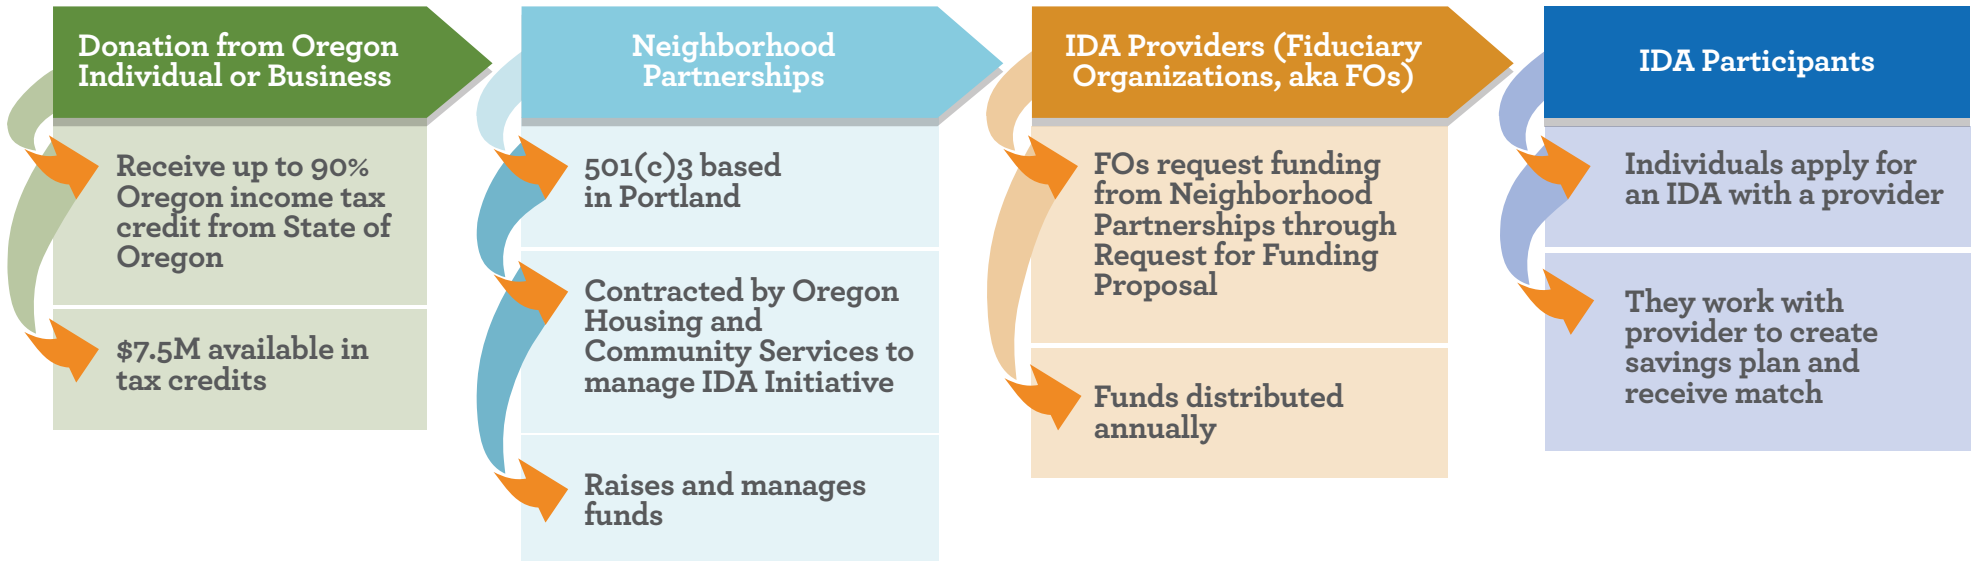 Donation from Oregon
Individual or Business
Receive up to 90%
Oregon income tax
credit from State of
Oregon
$7.5M available in
tax credits
Neighborhood
Partnerships
501(c)3 based
in Portland
Contracted by Oregon
Housing and
Community Services to
manage IDA Initiative
Raises and manages
funds
IDA Providers (Fiduciary
Organizations, aka FOs)
FOs request funding
from Neighborhood
Partnerships through
Request for Funding
Proposal
Funds distributed
annually
IDA Participants
Individuals apply for
an IDA with a provider
They work with
provider to create
savings plan and
receive match